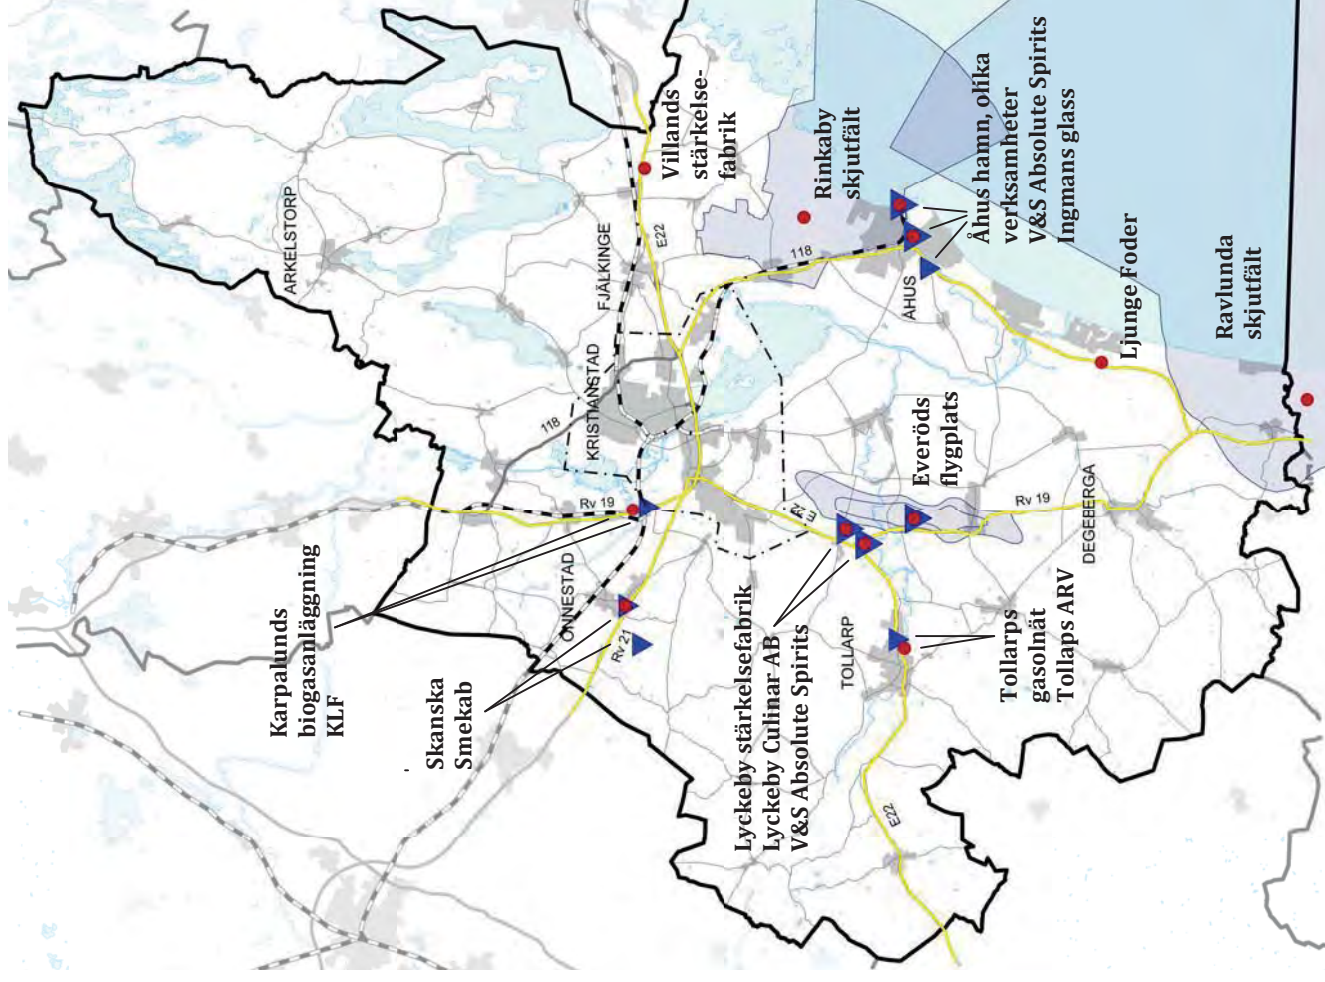 ARKELSTORP
FJÄLKINGE
KRISTIANSTAD
118
E22
Villands
stärkelse-
fabrik
Rinkaby
skjutfält
118
ÅHUS
Åhus hamn, olika
verksamheter
V&S Absolute Spirits
Ingmans glass
Ljunge Foder
Ravlunda
skjutfält
Everöds
flygplats
Rv 19
DEGEBERGA
Rv 19
E 22
Karpalunds
biogasanläggning
KLF
ÖNNESTAD
Rv 21
Skanska
Smekab
Lyckeby stärkelsefabrik
Lyckeby Culinar AB
V&S Absolute Spirits
TOLLARP
Tollarps
gasolnät
Tollaps ARV
E22